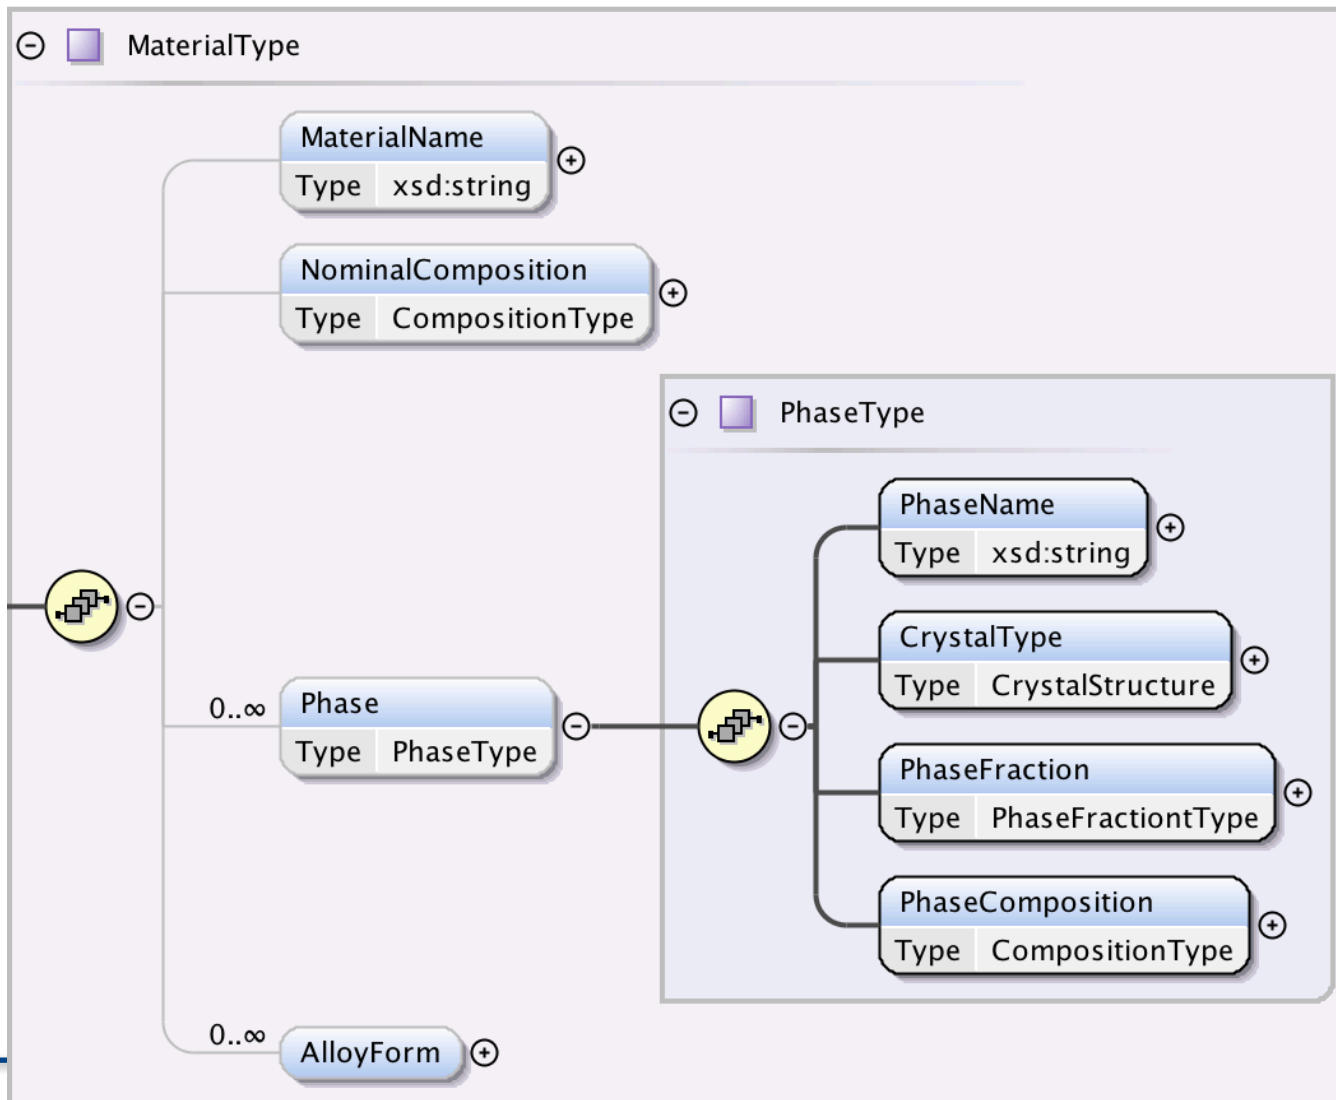 MaterialType
MaterialName
Type xsd:string
NominalComposition
Type CompositionType
PhaseType
PhaseName
Type xsd:string
CrystalType
Type CrystalStructure
0..∞
Phase
Type PhaseType
PhaseFraction
Type PhaseFractiontType
PhaseComposition
Type CompositionType
0..∞
AlloyForm